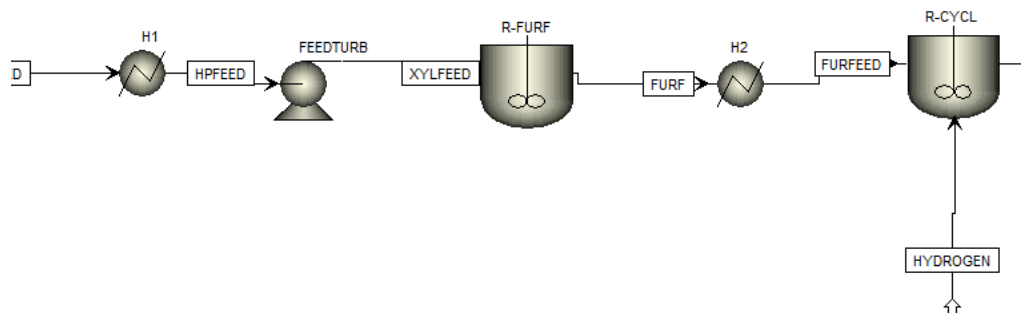 H1
HPFEED
FEEDTURB
XYLFEED
R-FURF
FURF
H2
FURFEED
R-CYCL
HYDROGEN